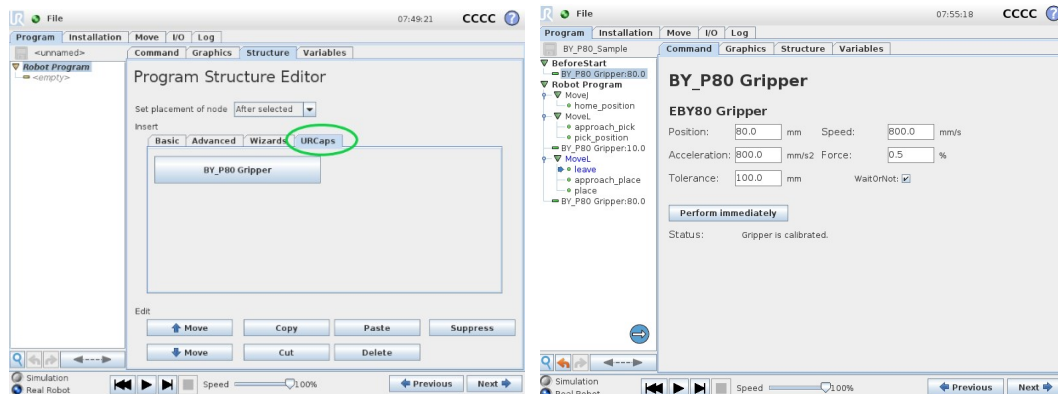 File
07:49:21
CCCC
Program Installation Move I/O Log
<unnamed>
Command Graphics Structure Variables
Robot Program
<empty>
Program Structure Editor
Set placement of node After selected
Insert
Basic Advanced Wizards URCaps
BY_P80 Gripper
Edit
Move Copy Paste Suppress
Move Cut Delete
Simulation
Real Robot
Speed 100%
Previous Next
File
07:55:18
CCCC
Program Installation Move I/O Log
BY_P80_Sample
Command Graphics Structure Variables
BeforeStart
BY_P80 Gripper:80.0
Robot Program
MoveJ
home_position
MoveL
approach_pick
pick_position
BY_P80 Gripper:10.0
MoveL
leave
approach_place
place
BY_P80 Gripper:80.0
BY_P80 Gripper
EBY80 Gripper
Position: 80.0 mm Speed: 800.0 mm/s
Acceleration: 800.0 mm/s2 Force: 0.5 %
Tolerance: 100.0 mm WaitOrNot:
Perform immediately
Status: Gripper is calibrated.
Simulation
Real Robot
Speed 100%
Previous Next